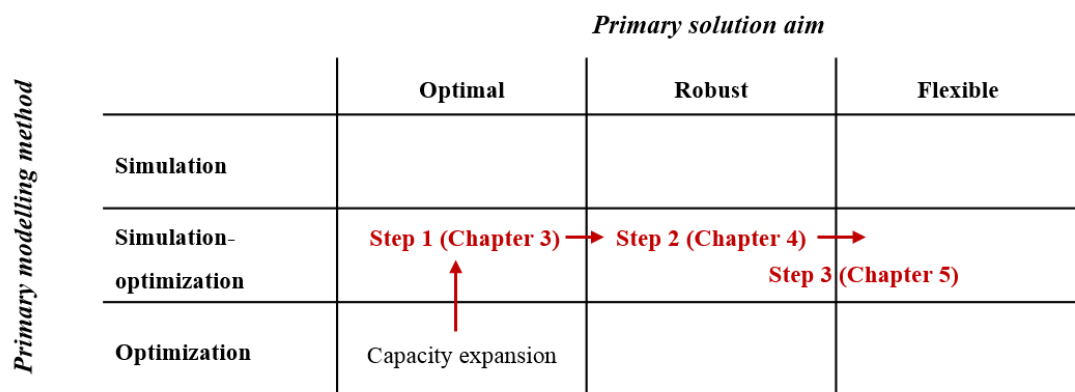 Primary solution aim
Primary modelling method
Optimal Robust Flexible
Simulation
Simulation-
optimization
Step 1 (Chapter 3) Step 2 (Chapter 4)
Step 3 (Chapter 5)
Optimization
Capacity expansion